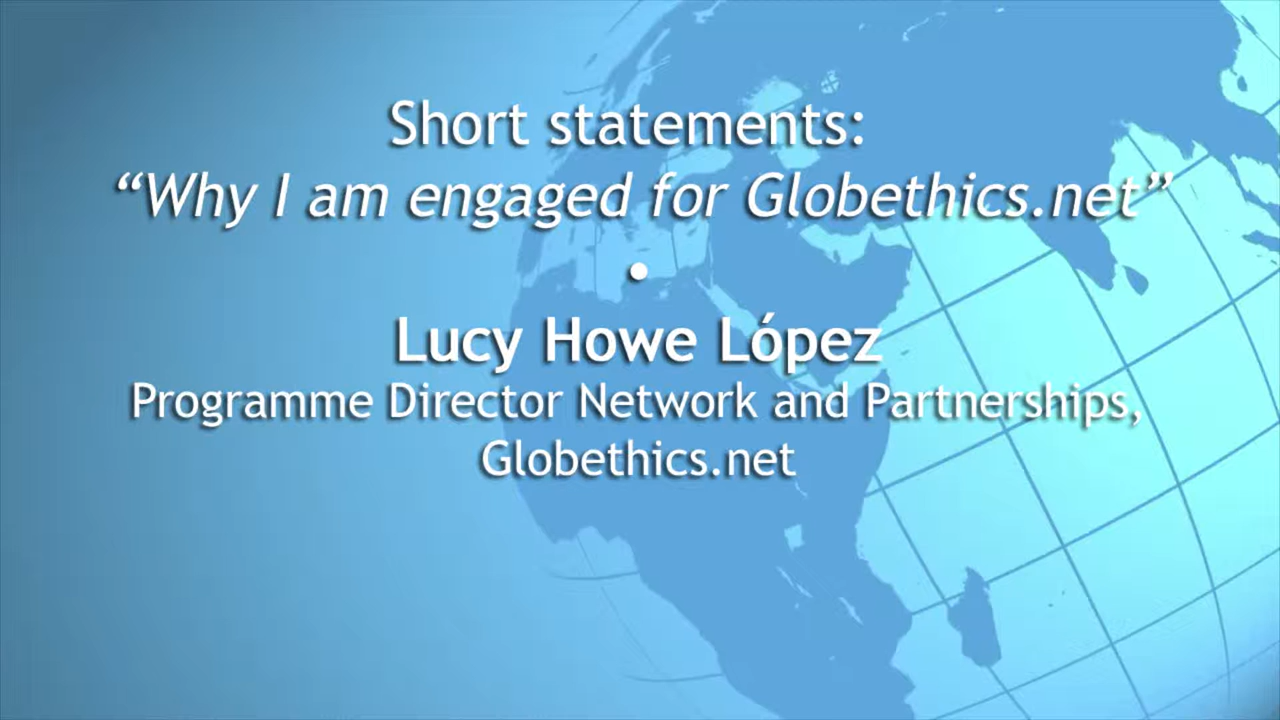 Short statements:
“Why I am engaged for Globethics.net”
•
Lucy Howe López
Programme Director Network and Partnerships,
Globethics.net